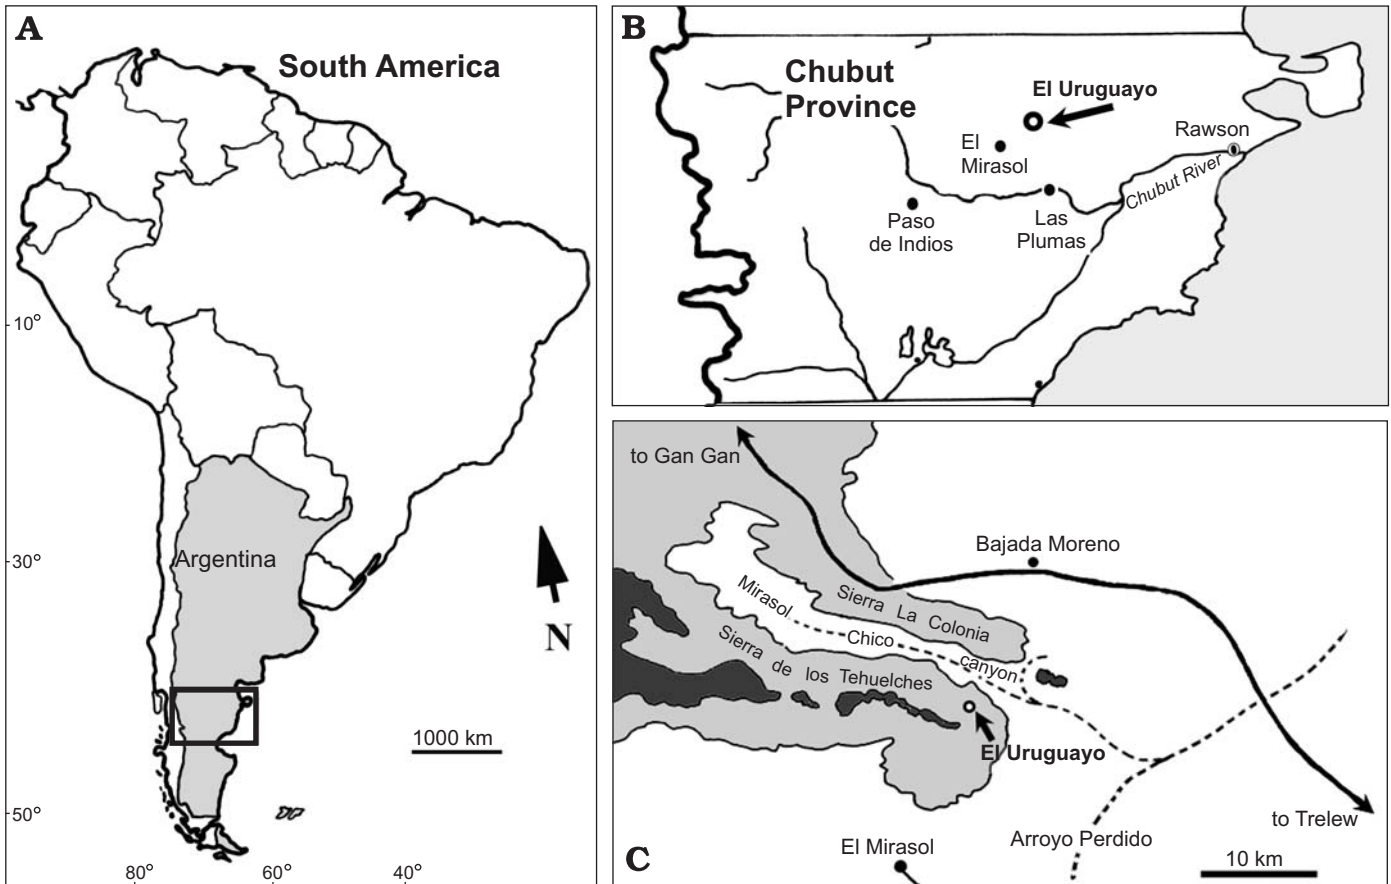 A
South America
10°
30°
50°
Argentina
N
1000 km
80°
60°
40°
B
Chubut
Province
El Uruguayo
El
Mirasol
Rawson
Chubut River
Paso
de Indios
Las
Plumas
to Gan Gan
Bajada Moreno
Mirasol
Chico
canyon
Sierra La Colonia
Sierra de los Tehuelches
El Uruguayo
to Trelew
Arroyo Perdido
El Mirasol
C
10 km